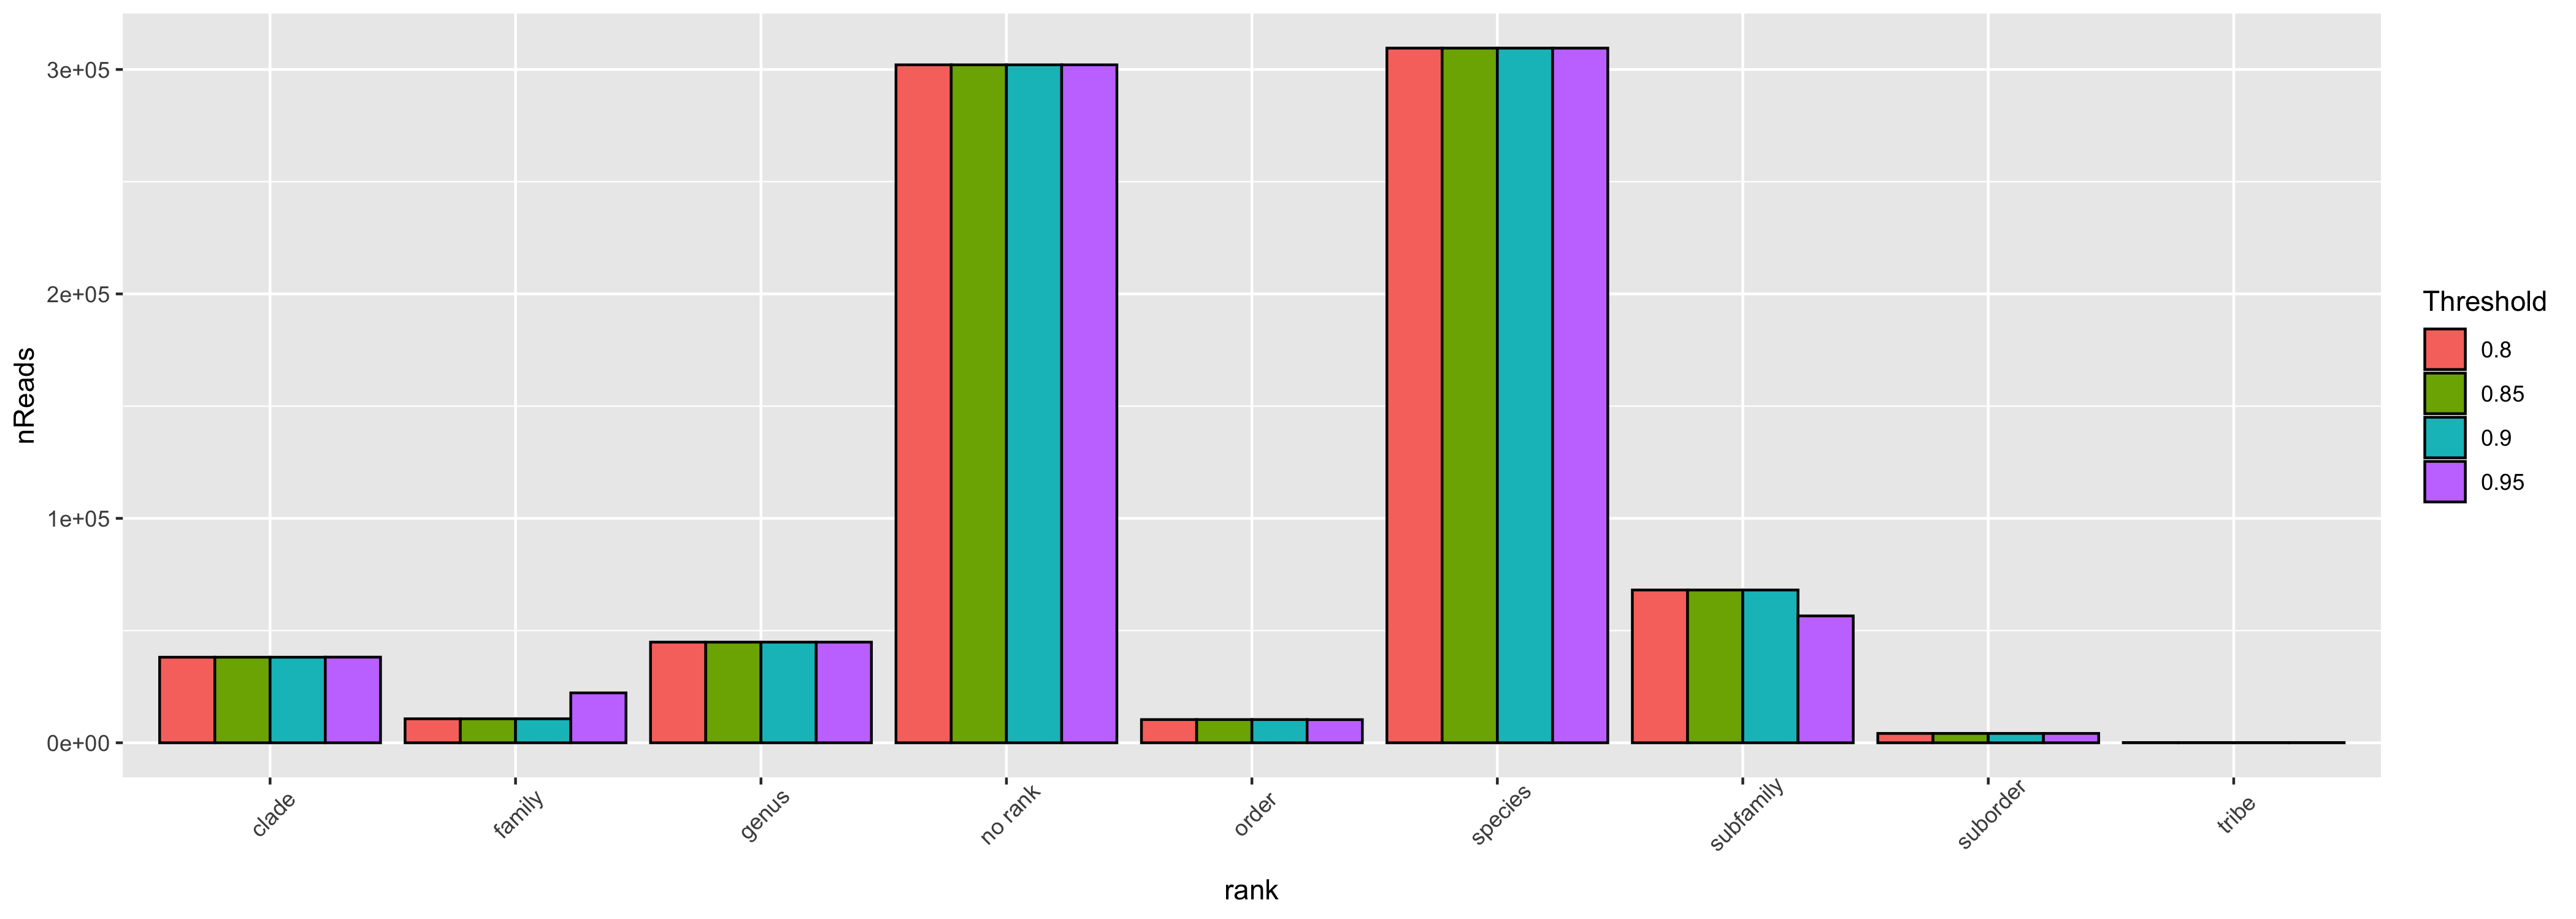 nReads
3e+05
2e+05
1e+05
0e+00
clade
family
genus
no rank
order
species
subfamily
suborder
tribe
rank
Threshold
0.8
0.85
0.9
0.95